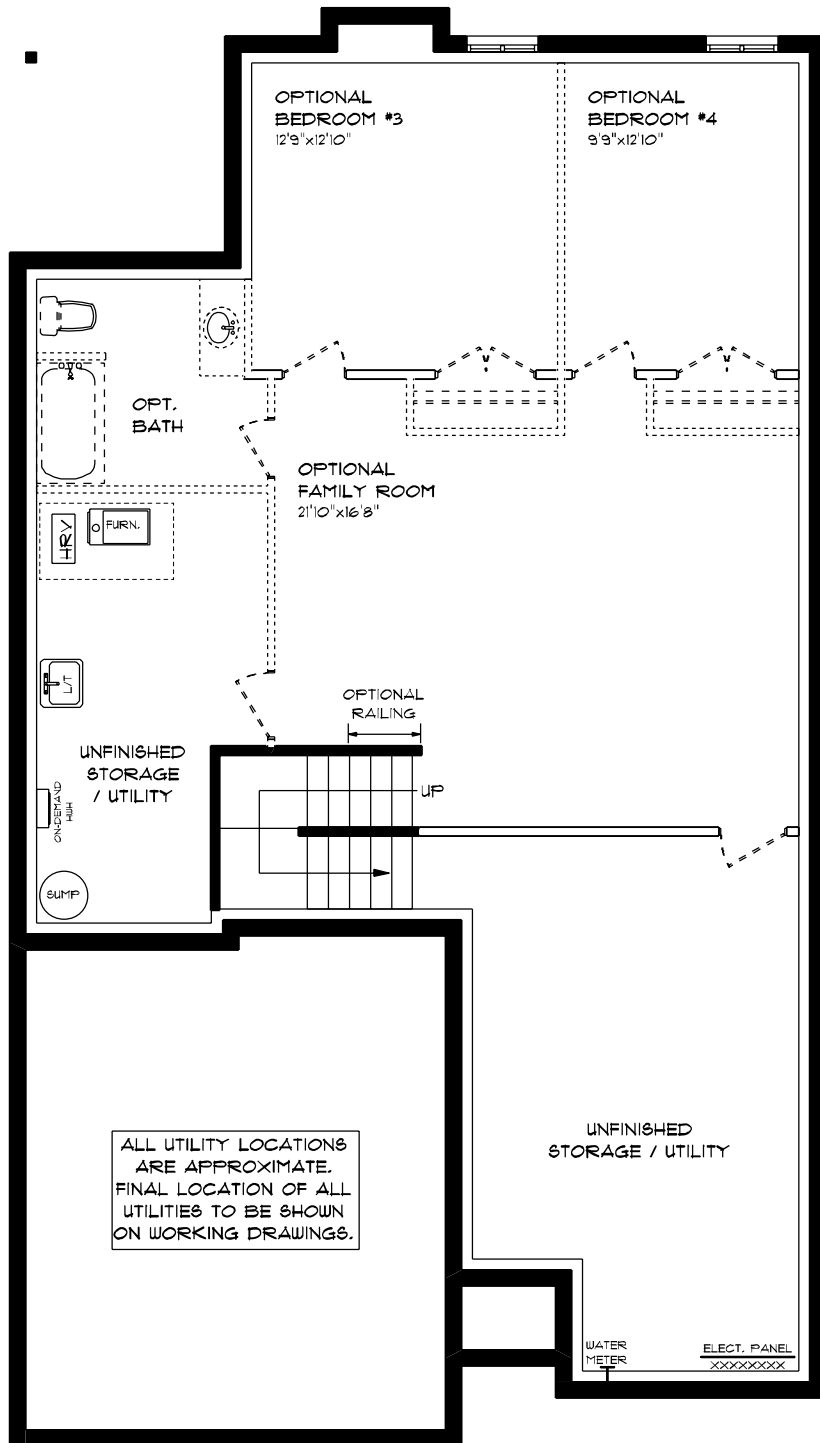 OPTIONAL
BEDROOM #3
12'9"x12'10"
OPTIONAL
BEDROOM #4
9'9"x12'10"
OPT.
BATH
OPTIONAL
FAMILY ROOM
21'10"x16'8"
HRV
FURN.
L/T
OPTIONAL
RAILING
UNFINISHED
STORAGE
/ UTILITY
UP
ON-DEMAND
HWH
SUMP
UNFINISHED
STORAGE / UTILITY
ALL UTILITY LOCATIONS
ARE APPROXIMATE.
FINAL LOCATION OF ALL
UTILITIES TO BE SHOWN
ON WORKING DRAWINGS.
WATER
METER
ELECT. PANEL
XXXXXXXX